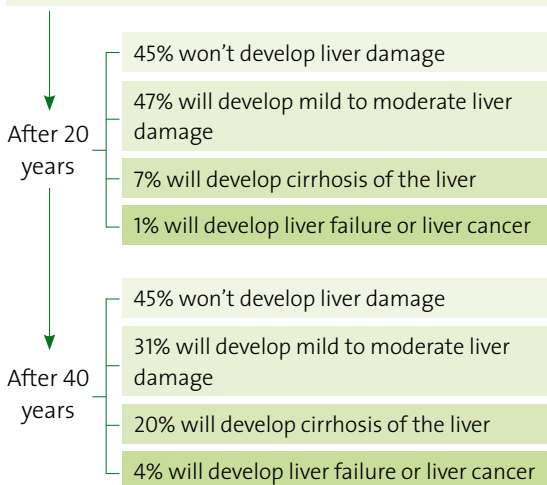 After 20
years
45% won’t develop liver damage
47% will develop mild to moderate liver
damage
7% will develop cirrhosis of the liver
1% will develop liver failure or liver cancer
After 40
years
45% won’t develop liver damage
31% will develop mild to moderate liver
damage
20% will develop cirrhosis of the liver
4% will develop liver failure or liver cancer